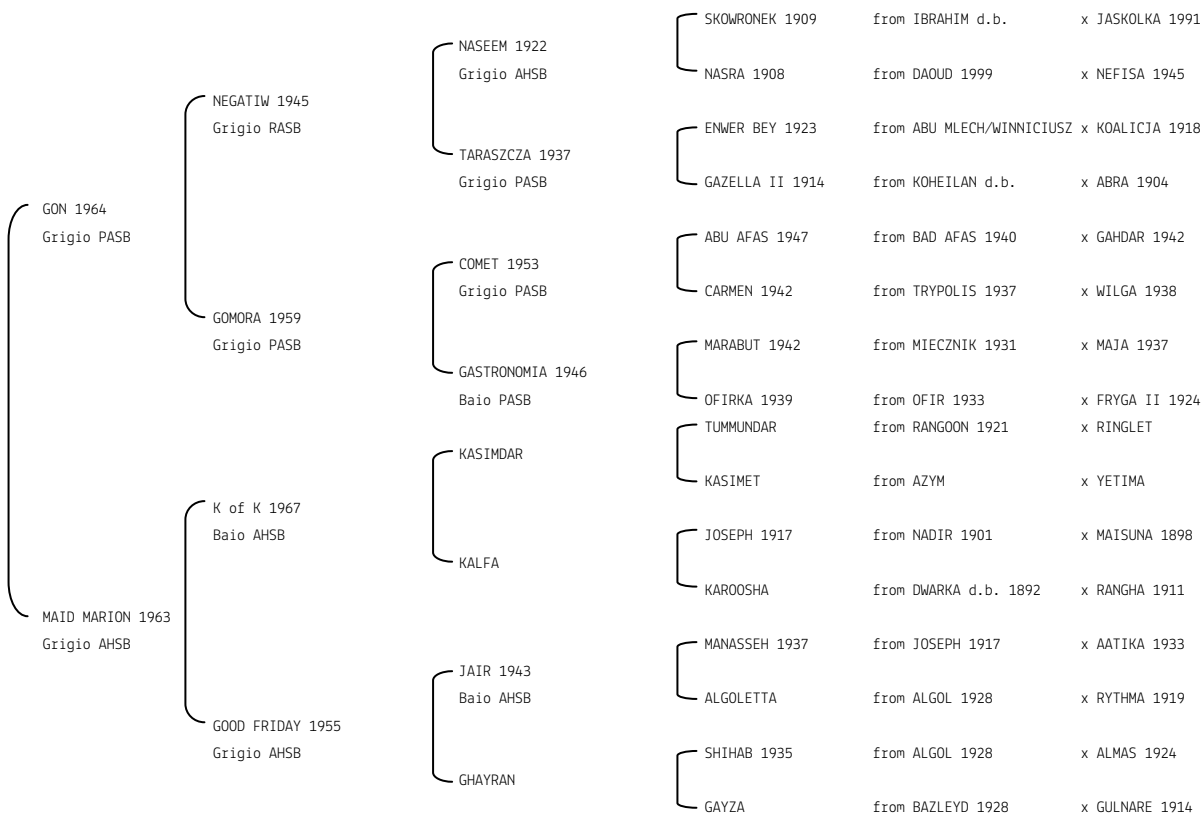 SKOWRONEK 1909 from IBRAHIM d.b. x JASKOLKA 1991
NASEEM 1922
Grigio AHSB
NASRA 1908 from DAOUD 1999 x NEFISA 1945
NEGATIW 1945
Grigio RASB
ENWER BEY 1923 from ABU MLECH/WINNICIUSZ x KOALICJA 1918
TARASZCZA 1937
Grigio PASB
GAZELLA II 1914 from KOHEILAN d.b. x ABRA 1904
GON 1964
Grigio PASB
ABU AFAS 1947 from BAD AFAS 1940 x GAHDAR 1942
COMET 1953
Grigio PASB
CARMEN 1942 from TRYPOLIS 1937 x WILGA 1938
GOMORA 1959
Grigio PASB
MARABUT 1942 from MIECZNIK 1931 x MAJA 1937
GASTRONOMIA 1946
Baio PASB
OFIRKA 1939 from OFIR 1933 x FRYGA II 1924
TUMMUNDAR from RANGOON 1921 x RINGLET
KASIMDAR
KASIMET from AZYM x YETIMA
K of K 1967
Baio AHSB
JOSEPH 1917 from NADIR 1901 x MAISUNA 1898
KALFA
KAROOSHA from DWARKA d.b. 1892 x RANGHA 1911
MAID MARION 1963
Grigio AHSB
MANASSEH 1937 from JOSEPH 1917 x AATIKA 1933
JAIR 1943
Baio AHSB
ALGOLETTA from ALGOL 1928 x RYTHMA 1919
GOOD FRIDAY 1955
Grigio AHSB
SHIHAB 1935 from ALGOL 1928 x ALMAS 1924
GHAYRAN
GAYZA from BAZLEYD 1928 x GULNARE 1914